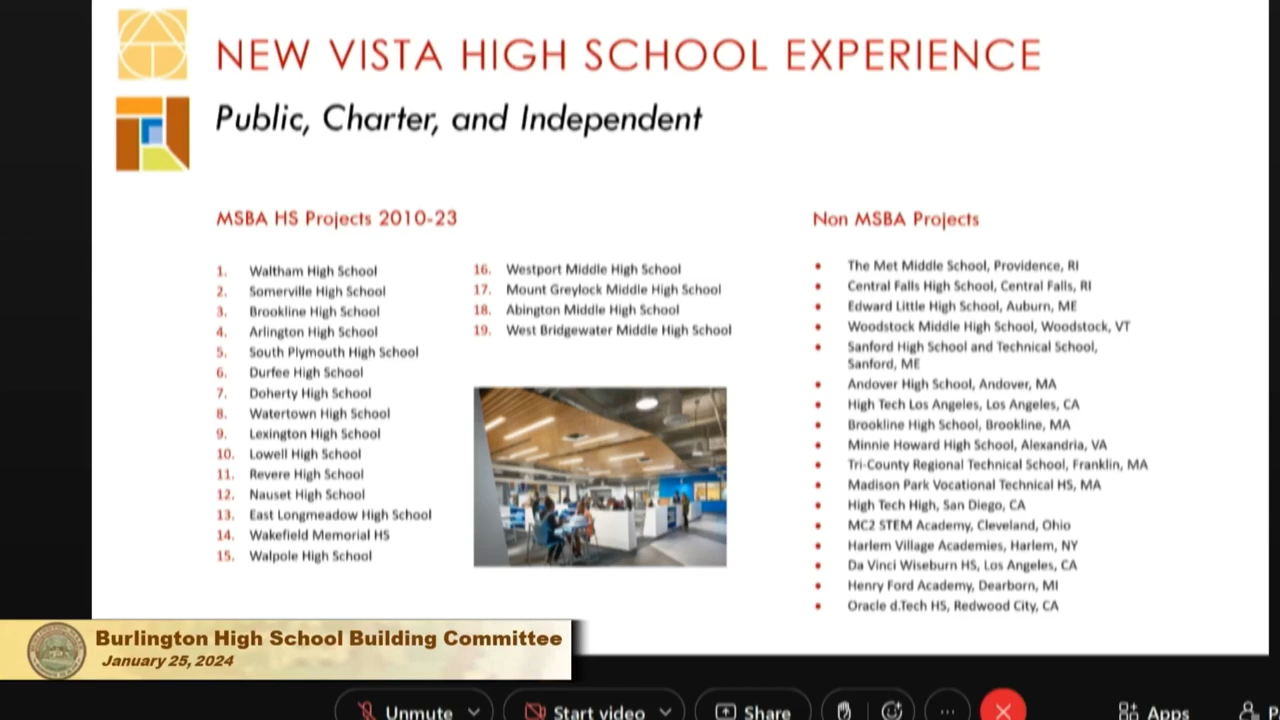 NEW VISTA HIGH SCHOOL EXPERIENCE
Public, Charter, and Independent
MSBA HS Projects 2010-23
1. Waltham High School
2. Somerville High School
3. Brookline High School
4. Arlington High School
5. South Plymouth High School
6. Durfee High School
7. Doherty High School
8. Watertown High School
9. Lexington High School
10. Lowell High School
11. Revere High School
12. Nauset High School
13. East Longmeadow High School
14. Wakefield Memorial HS
15. Walpole High School
16. Westport Middle High School
17. Mount Greylock Middle High School
18. Abington Middle High School
19. West Bridgewater Middle High School
Non MSBA Projects
• The Met Middle School, Providence, RI
• Central Falls High School, Central Falls, RI
• Edward Little High School, Auburn, ME
• Woodstock Middle High School, Woodstock, VT
• Sanford High School and Technical School,
Sanford, ME
• Andover High School, Andover, MA
• High Tech Los Angeles, Los Angeles, CA
• Brookline High School, Brookline, MA
• Minnie Howard High School, Alexandria, VA
• Tri-County Regional Technical School, Franklin, MA
• Madison Park Vocational Technical HS, MA
• High Tech High, San Diego, CA
• MC2 STEM Academy, Cleveland, Ohio
• Harlem Village Academies, Harlem, NY
• Da Vinci Wiseburn HS, Los Angeles, CA
• Henry Ford Academy, Dearborn, MI
• Oracle d.Tech HS, Redwood City, CA
Burlington High School Building Committee
January 25, 2024
Unmute
Start video
Share
Apps